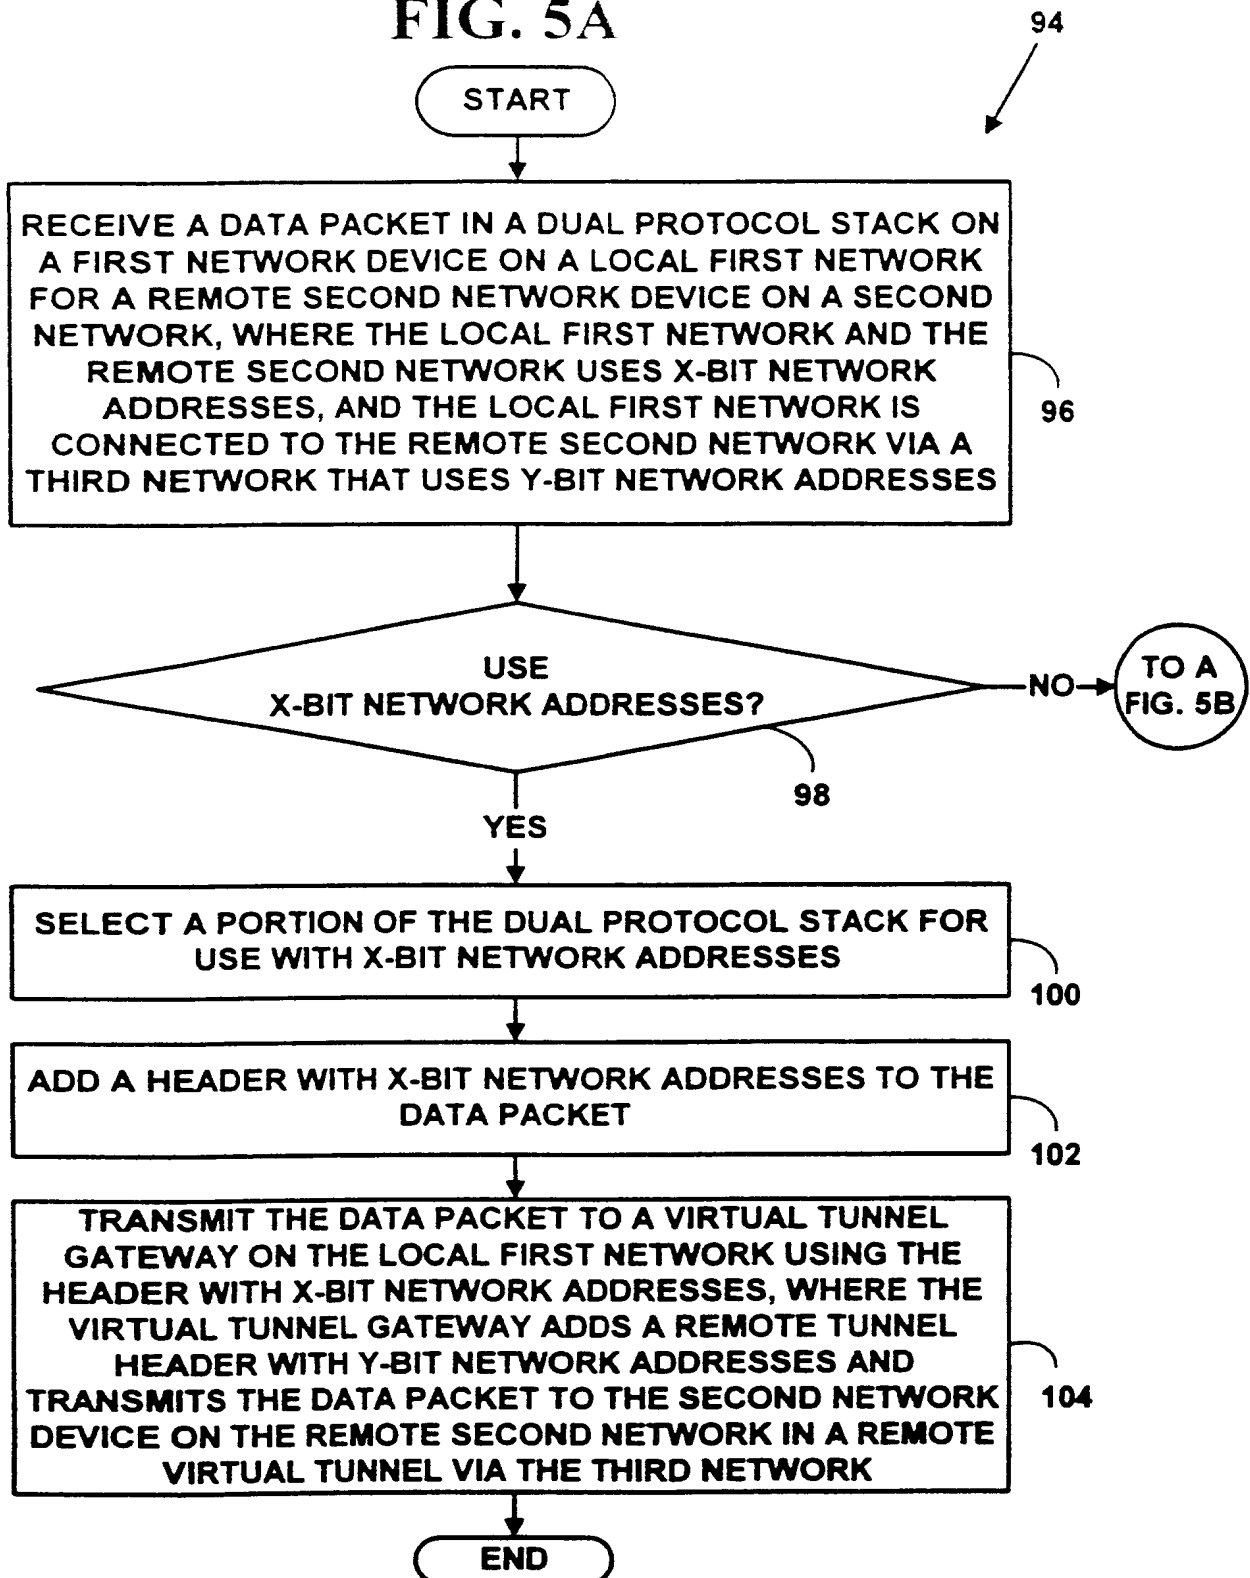 FIG. 5A
94
START
RECEIVE A DATA PACKET IN A DUAL PROTOCOL STACK ON
A FIRST NETWORK DEVICE ON A LOCAL FIRST NETWORK
FOR A REMOTE SECOND NETWORK DEVICE ON A SECOND
NETWORK, WHERE THE LOCAL FIRST NETWORK AND THE
REMOTE SECOND NETWORK USES X-BIT NETWORK
ADDRESSES, AND THE LOCAL FIRST NETWORK IS
CONNECTED TO THE REMOTE SECOND NETWORK VIA A
THIRD NETWORK THAT USES Y-BIT NETWORK ADDRESSES
96
USE
X-BIT NETWORK ADDRESSES?
NO
TO A
FIG. 5B
98
YES
SELECT A PORTION OF THE DUAL PROTOCOL STACK FOR
USE WITH X-BIT NETWORK ADDRESSES
100
ADD A HEADER WITH X-BIT NETWORK ADDRESSES TO THE
DATA PACKET
102
TRANSMIT THE DATA PACKET TO A VIRTUAL TUNNEL
GATEWAY ON THE LOCAL FIRST NETWORK USING THE
HEADER WITH X-BIT NETWORK ADDRESSES, WHERE THE
VIRTUAL TUNNEL GATEWAY ADDS A REMOTE TUNNEL
HEADER WITH Y-BIT NETWORK ADDRESSES AND
TRANSMITS THE DATA PACKET TO THE SECOND NETWORK
DEVICE ON THE REMOTE SECOND NETWORK IN A REMOTE
VIRTUAL TUNNEL VIA THE THIRD NETWORK
104
END